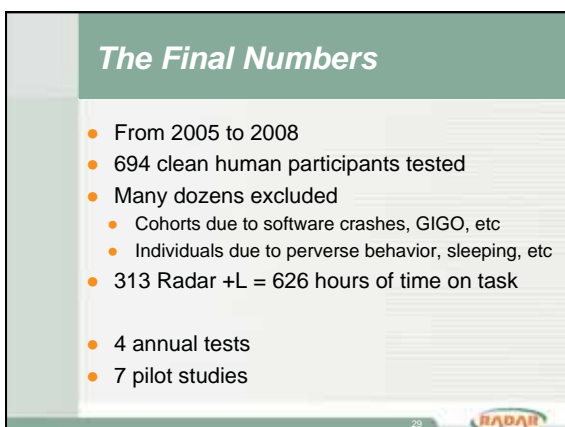 The Final Numbers
From 2005 to 2008
694 clean human participants tested
Many dozens excluded
Cohorts due to software crashes, GIGO, etc
Individuals due to perverse behavior, sleeping, etc
313 Radar +L = 626 hours of time on task
4 annual tests
7 pilot studies
29
RADAR